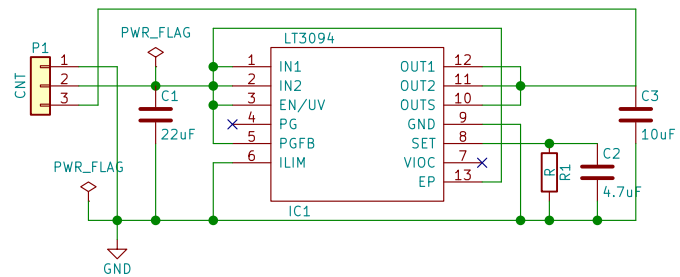 PWR_FLAG
LT3094
P1
CNT
1
2
3
1 IN1 OUT1 12
2 IN2 OUT2 11
3 EN/UV OUTS 10
4 PG GND 9
5 PGFB SET 8
6 ILIM VIOC 7
EP 13
IC1
C1
22uF
C3
10uF
PWR_FLAG
R
R1
C2
4.7uF
GND